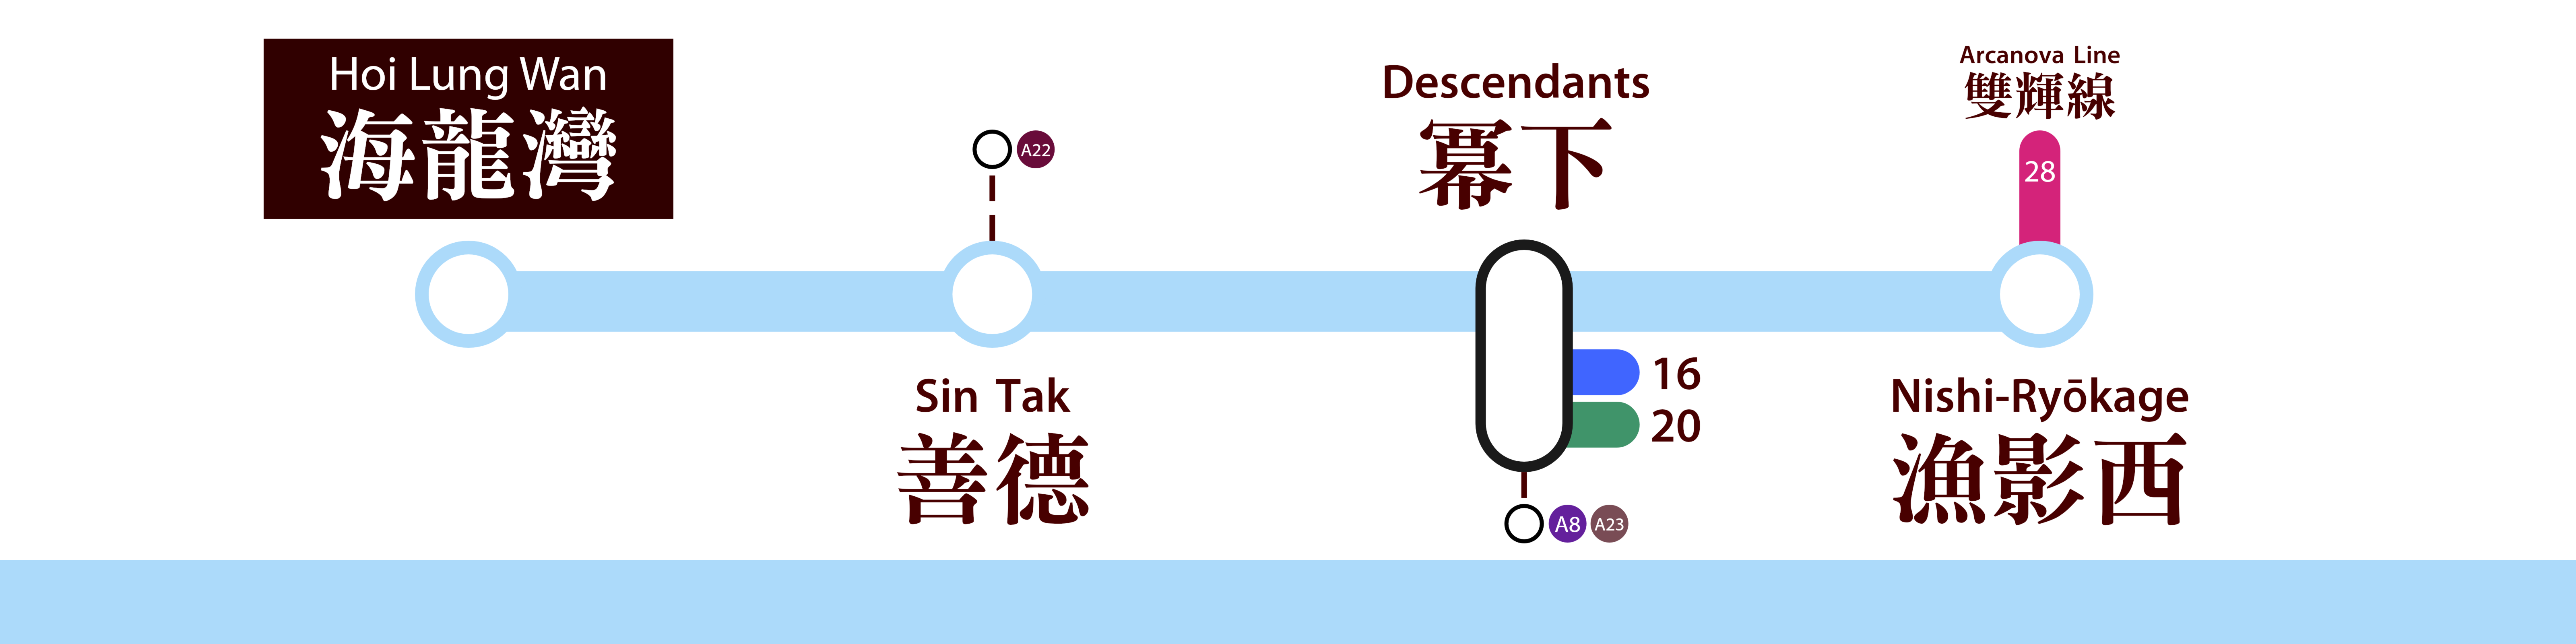 Hoi Lung Wan
海龍灣
A22
Sin Tak
善德
Descendants
冪下
16
20
A8
A23
Arcanova Line
雙輝線
28
Nishi-Ryōkage
漁影西